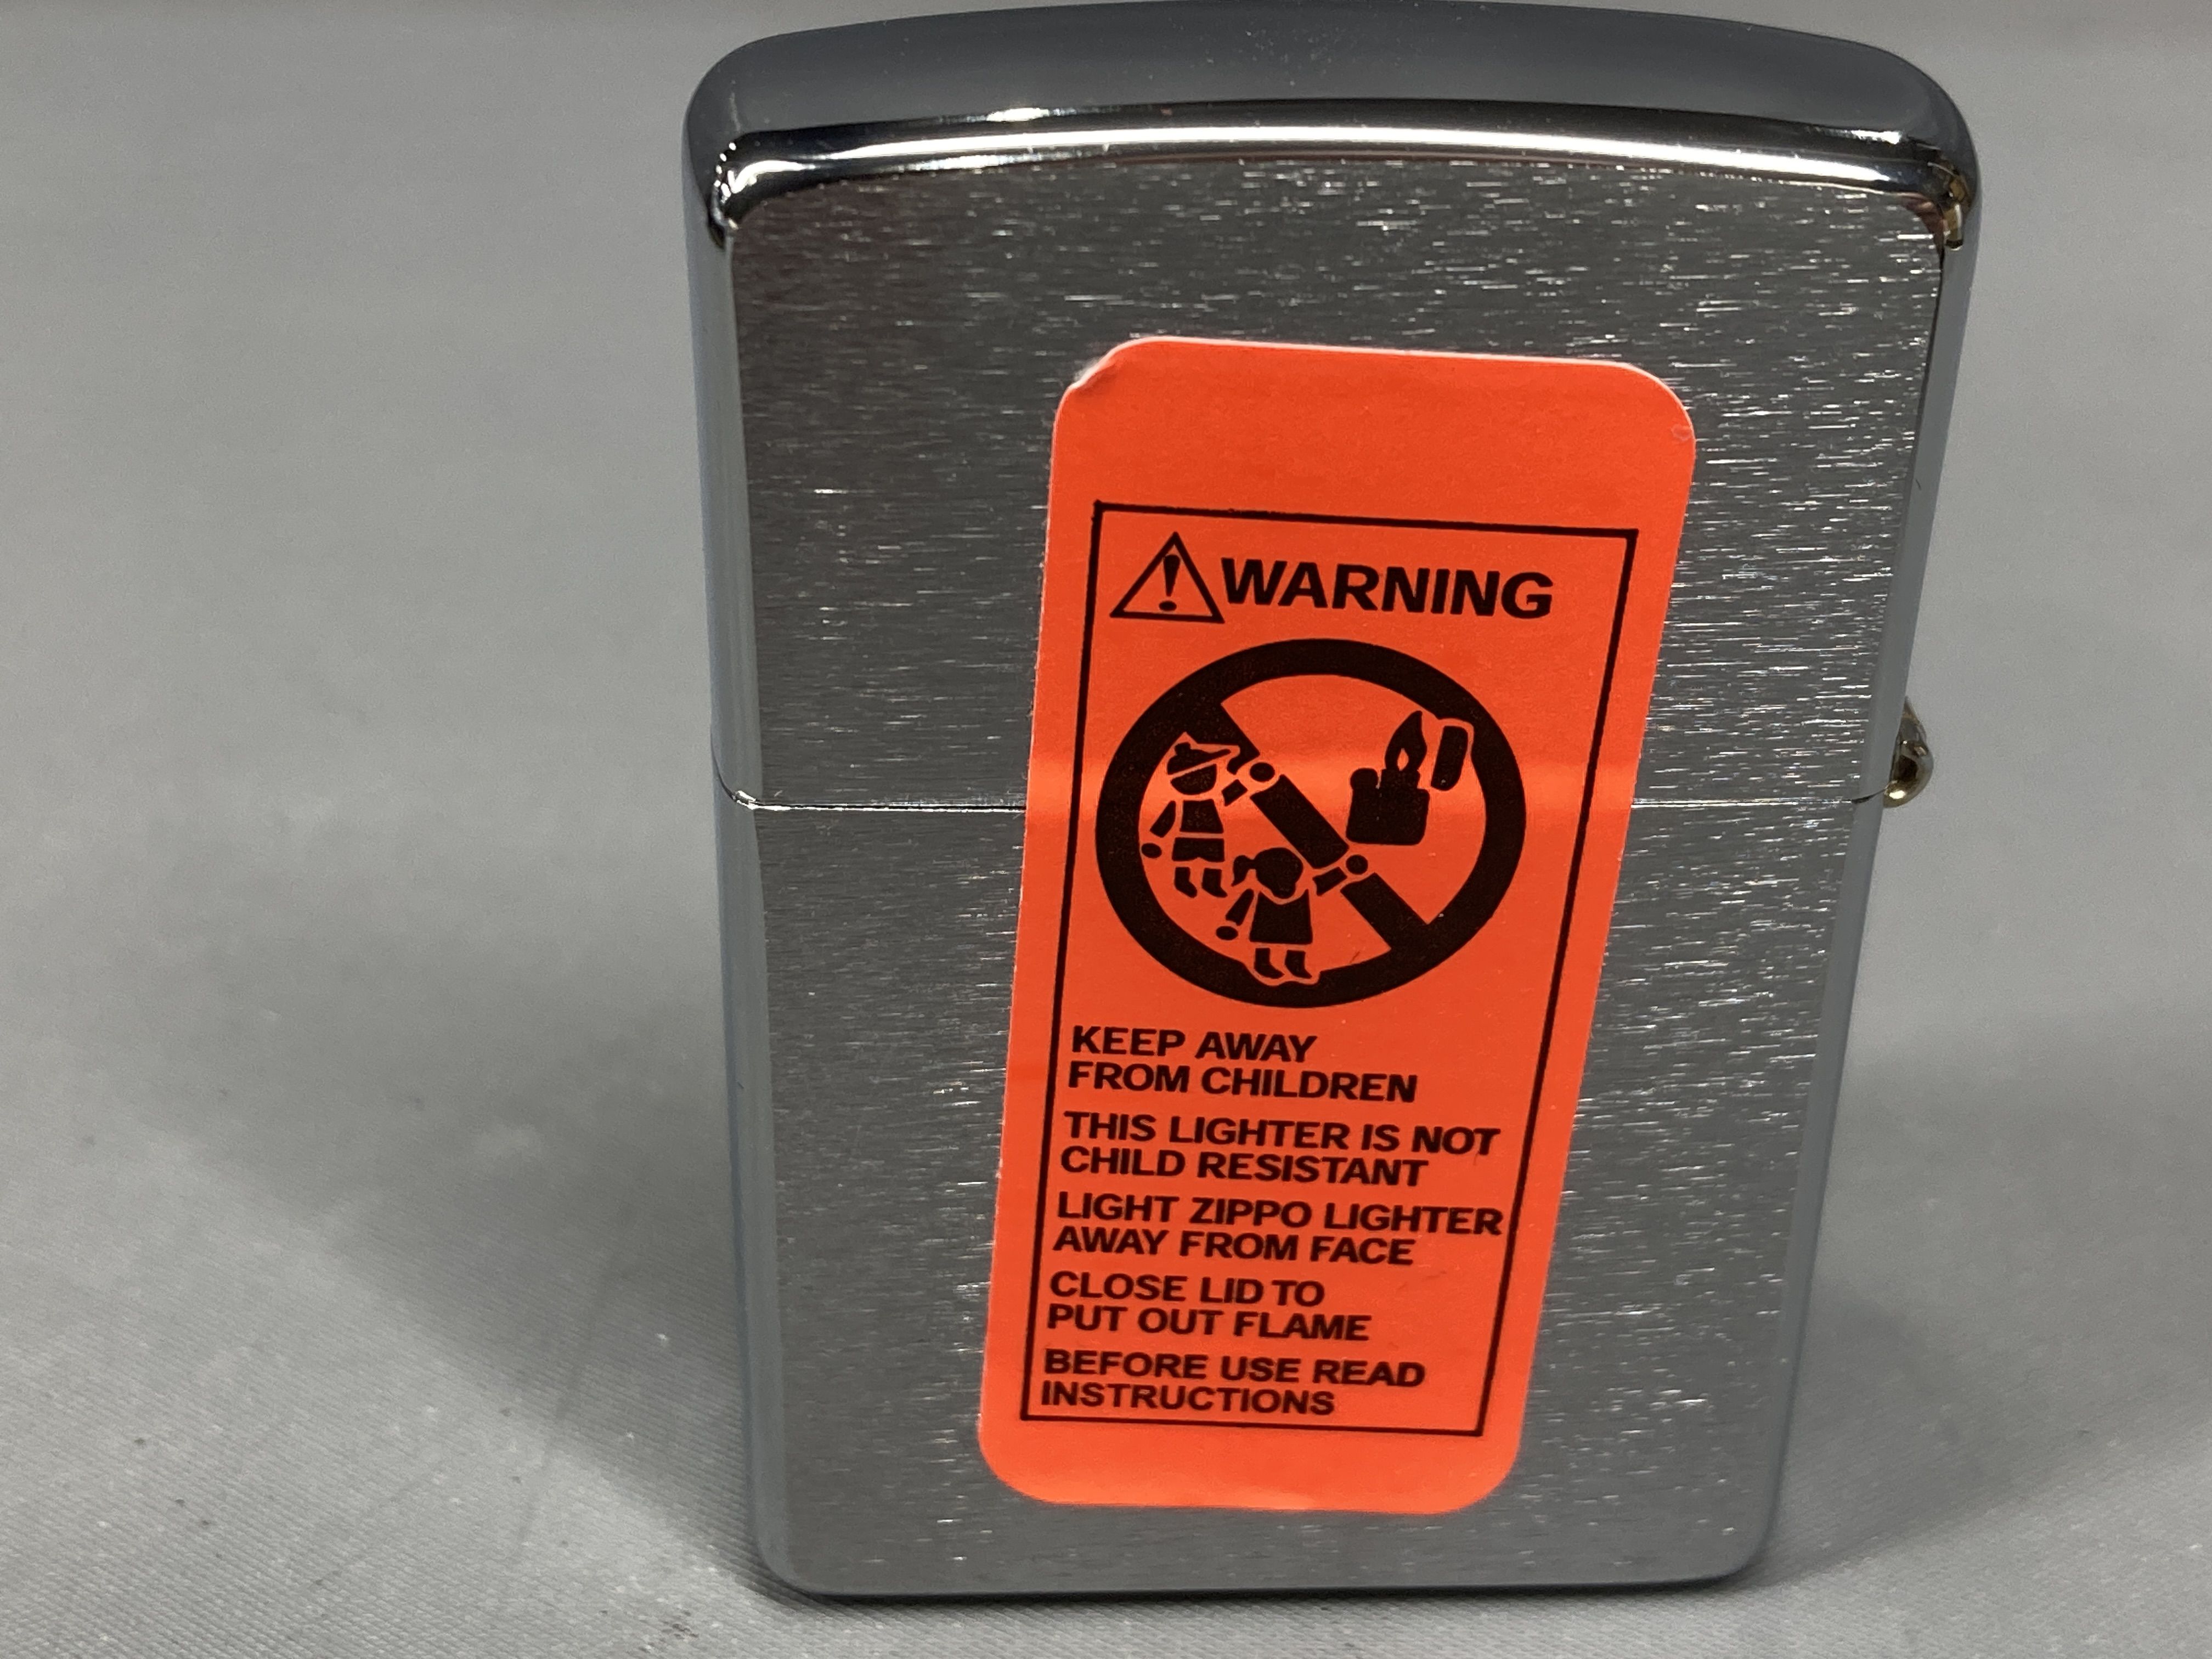 WARNING
KEEP AWAY
FROM CHILDREN
THIS LIGHTER IS NOT
CHILD RESISTANT
LIGHT ZIPPO LIGHTER
AWAY FROM FACE
CLOSE LID TO
PUT OUT FLAME
BEFORE USE READ
INSTRUCTIONS